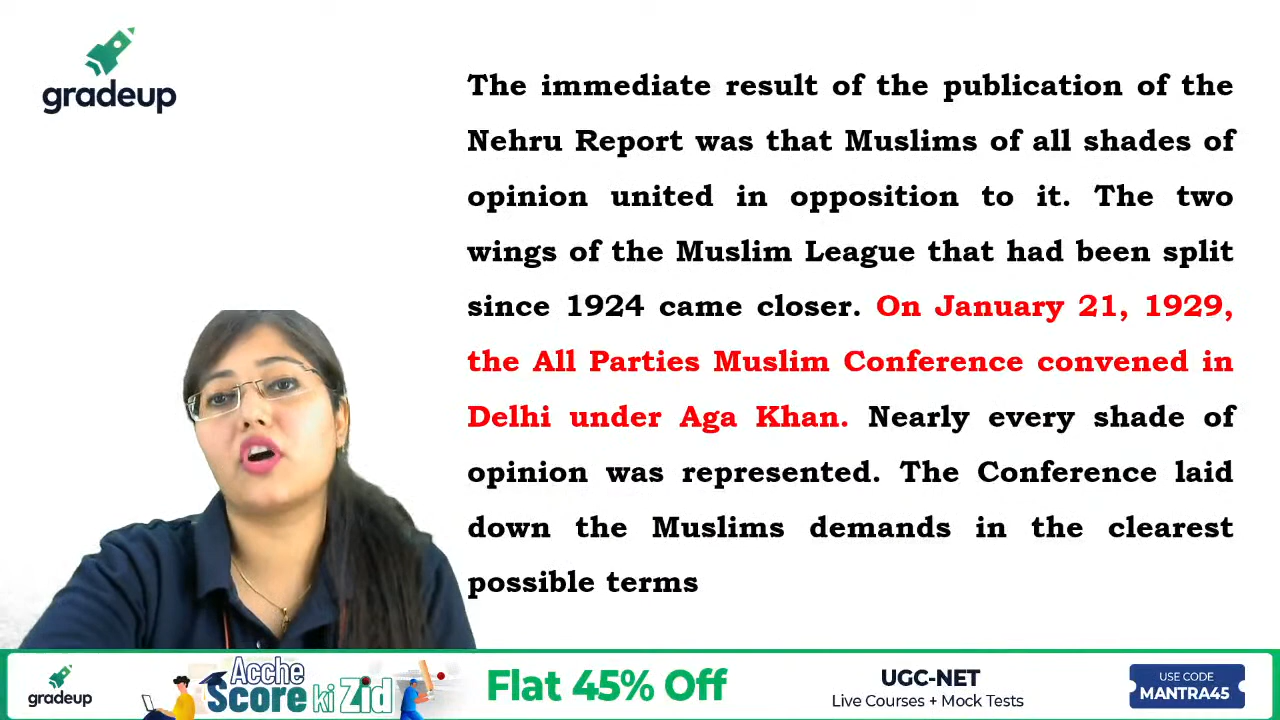 gradeup
The immediate result of the publication of the
Nehru Report was that Muslims of all shades of
opinion united in opposition to it. The two
wings of the Muslim League that had been split
since 1924 came closer. On January 21, 1929,
the All Parties Muslim Conference convened in
Delhi under Aga Khan. Nearly every shade of
opinion was represented. The Conference laid
down the Muslims demands in the clearest
possible terms
gradeup
Acche
Score ki Zid
Flat 45% Off
UGC-NET
Live Courses + Mock Tests
USE CODE
MANTRA45